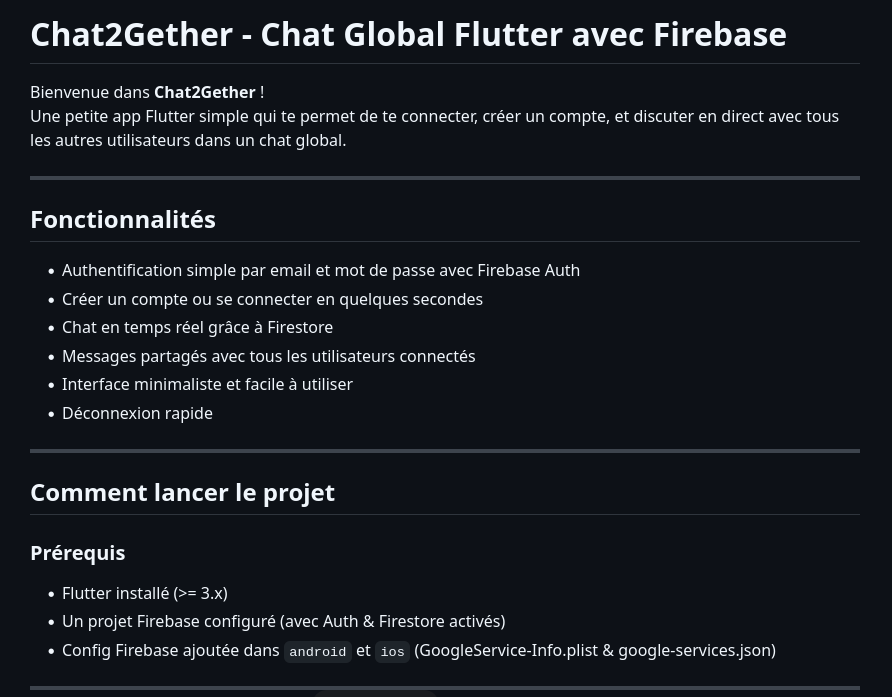 Chat2Gether - Chat Global Flutter avec Firebase
Bienvenue dans Chat2Gether !
Une petite app Flutter simple qui te permet de te connecter, créer un compte, et discuter en direct avec tous
les autres utilisateurs dans un chat global.
Fonctionnalités
• Authentification simple par email et mot de passe avec Firebase Auth
• Créer un compte ou se connecter en quelques secondes
• Chat en temps réel grâce à Firestore
• Messages partagés avec tous les utilisateurs connectés
• Interface minimaliste et facile à utiliser
• Déconnexion rapide
Comment lancer le projet
Prérequis
• Flutter installé (>= 3.x)
• Un projet Firebase configuré (avec Auth & Firestore activés)
• Config Firebase ajoutée dans android et ios (GoogleService-Info.plist & google-services.json)